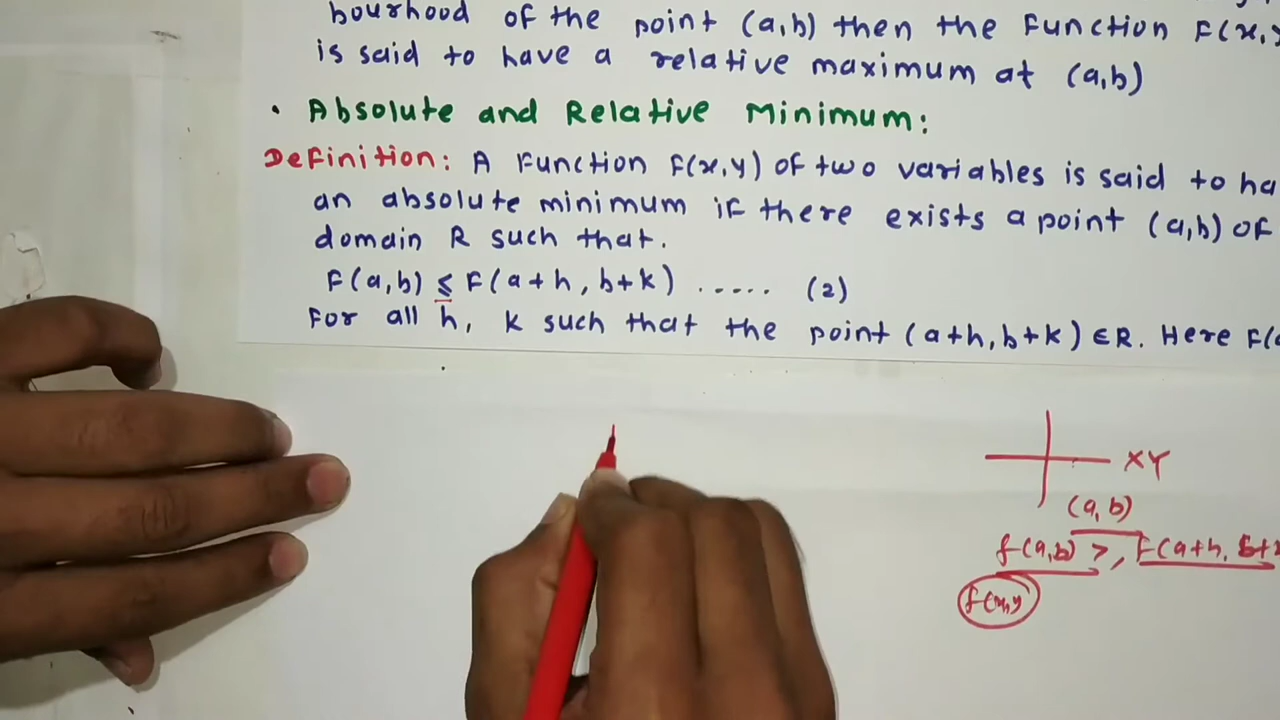 bourhood of the point (a,b) then the function F(x,
is said to have a relative maximum at (a,b)
• Absolute and Relative Minimum:
Definition: A Function F(x,y) of two variables is said to ha
an absolute minimum if there exists a point (a,b) of
domain R such that.
F(a,b) ≤ F(a+h, b+k) ..... (2)
For all h, k such that the point (a+h, b+k) ∈ R. Here F(
XY
(a,b)
f(a,b) >, F(a+h, b+
f(x,y